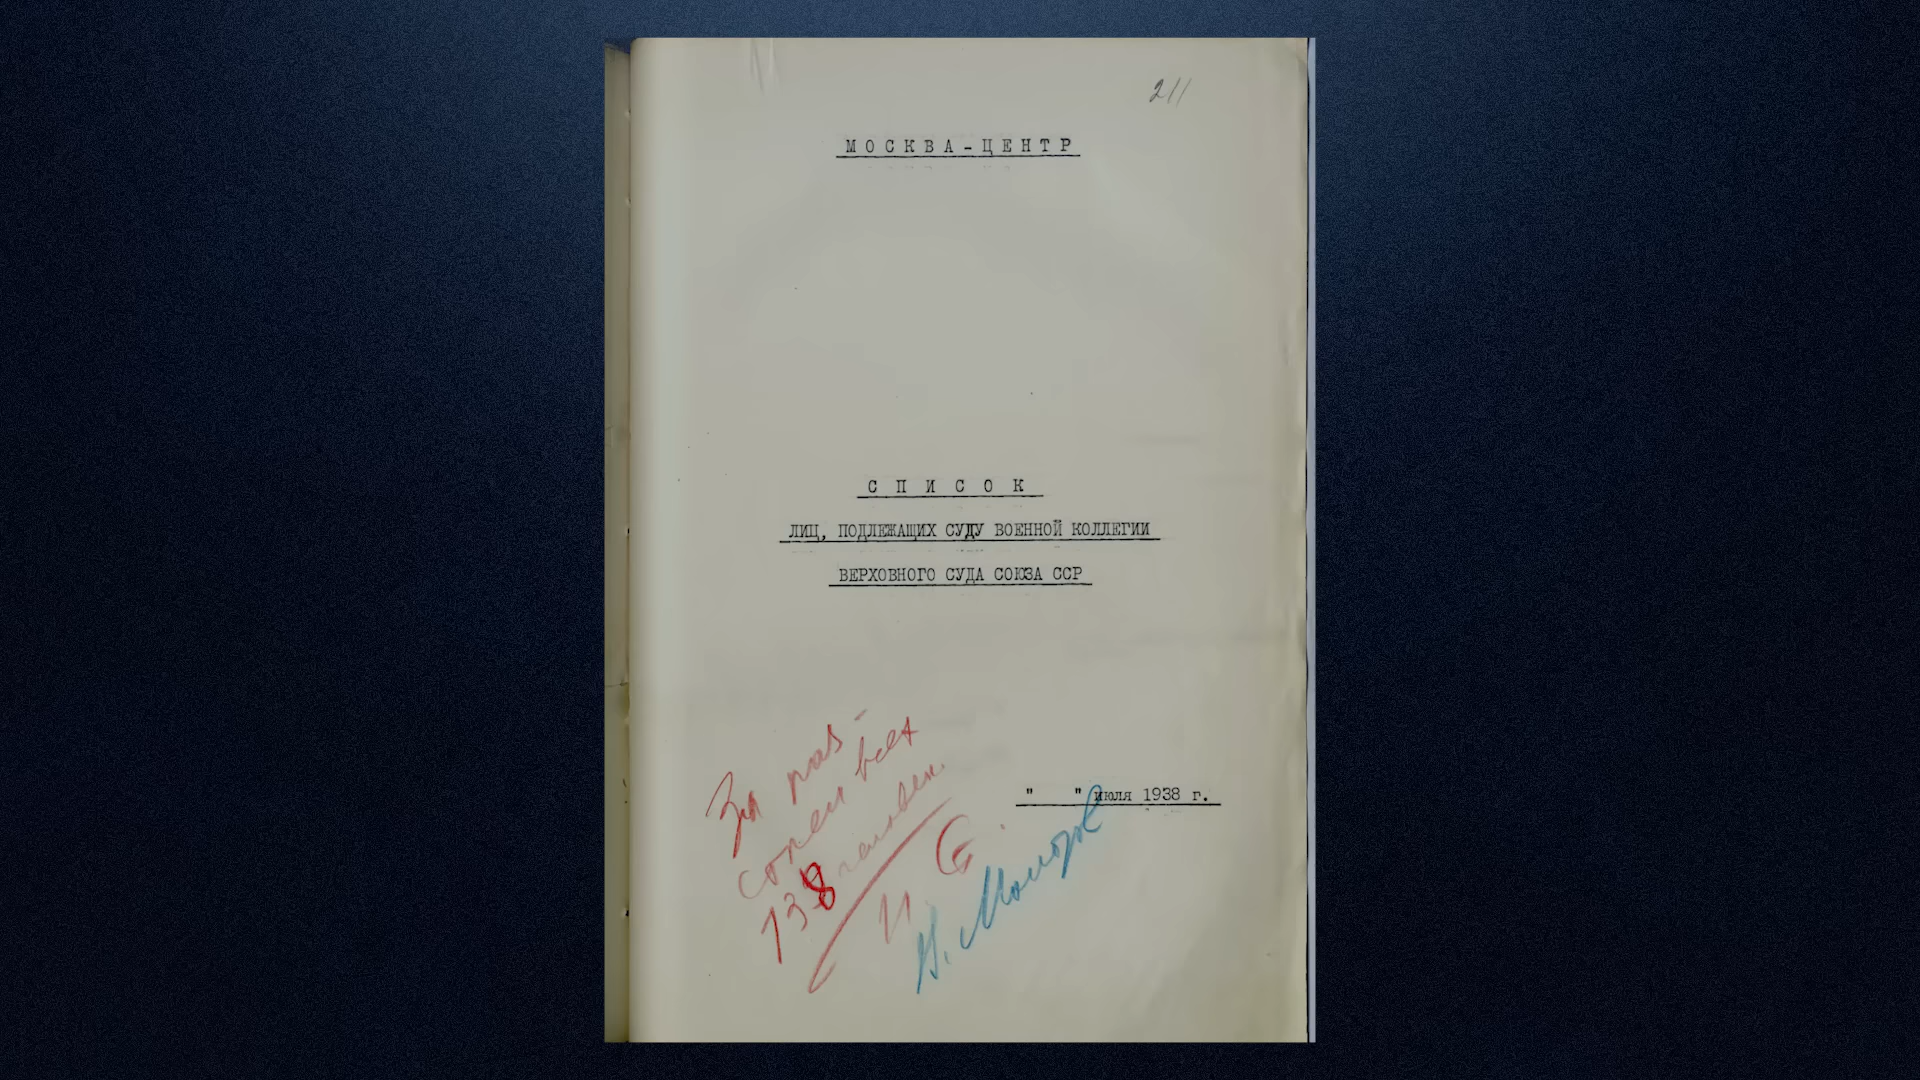 211
МОСКВА-ЦЕНТР
СПИСОК
ЛИЦ, ПОДЛЕЖАЩИХ СУДУ ВОЕННОЙ КОЛЛЕГИИ
ВЕРХОВНОГО СУДА СОЮЗА ССР
" " июля 1938 г.
За рас-
стрел всех
138 человек.
И Ст.
В. Молотов